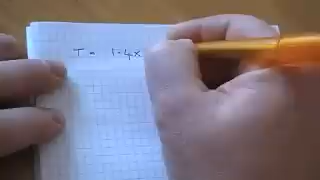 T = 1.4x